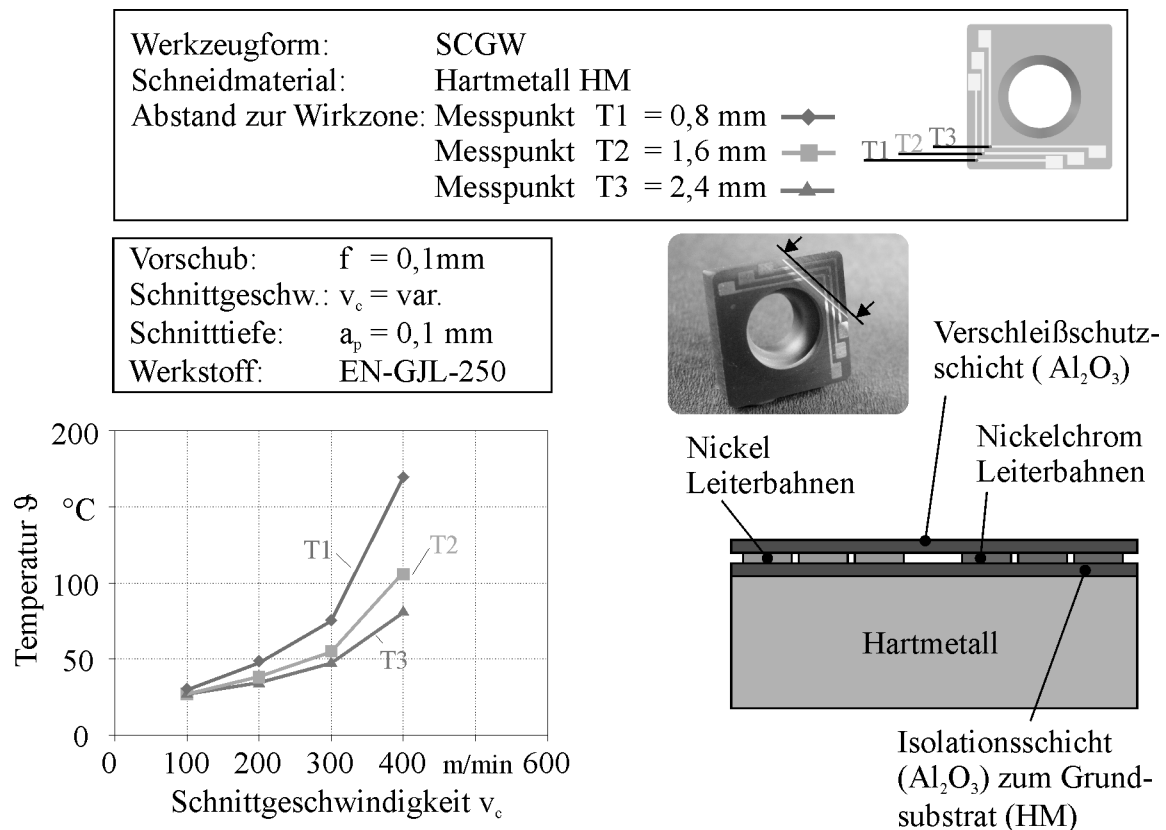 Werkzeugform: SCGW
Schneidmaterial: Hartmetall HM
Abstand zur Wirkzone: Messpunkt T1 = 0,8 mm
Messpunkt T2 = 1,6 mm
Messpunkt T3 = 2,4 mm
T1 T2 T3
Vorschub: f = 0,1mm
Schnittgeschw.: v_c = var.
Schnitttiefe: a_p = 0,1 mm
Werkstoff: EN-GJL-250
Verschleißschutz-
schicht ( Al₂O₃)
Nickel
Leiterbahnen
Nickelchrom
Leiterbahnen
Hartmetall
Isolationsschicht
(Al₂O₃) zum Grund-
substrat (HM)
Temperatur ϑ
200
°C
100
50
0
T1
T2
T3
0 100 200 300 400 m/min 600
Schnittgeschwindigkeit v_c